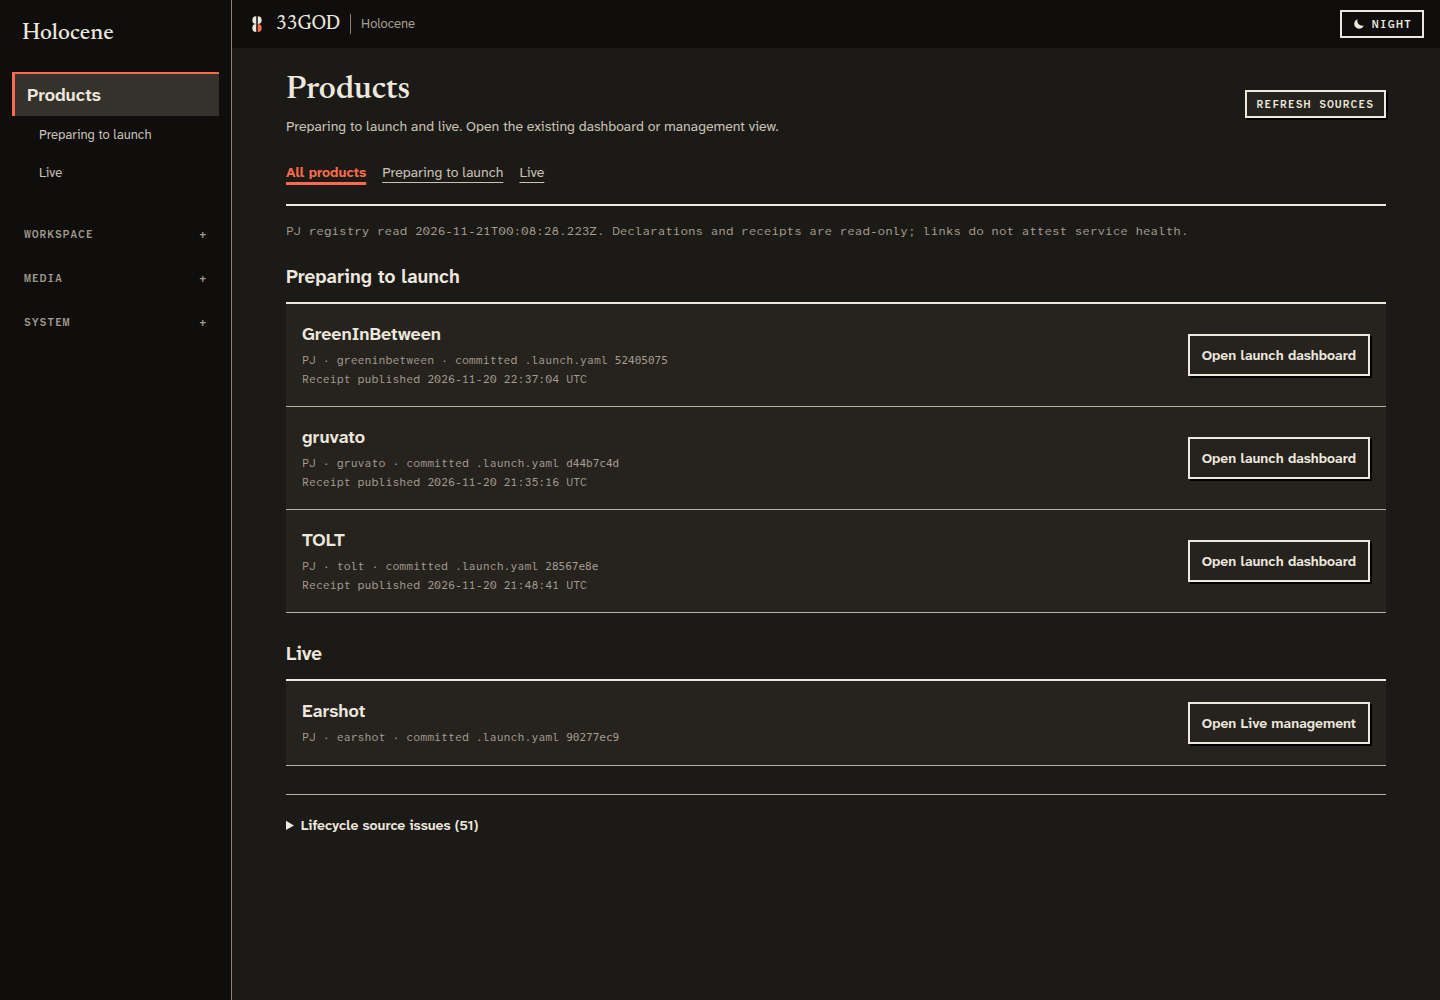 Holocene
Products
Preparing to launch
Live
WORKSPACE +
MEDIA +
SYSTEM +
33GOD Holocene
NIGHT
Products
Preparing to launch and live. Open the existing dashboard or management view.
REFRESH SOURCES
All products Preparing to launch Live
PJ registry read 2026-11-21T00:08:28.223Z. Declarations and receipts are read-only; links do not attest service health.
Preparing to launch
GreenInBetween
PJ · greeninbetween · committed .launch.yaml 52405075
Receipt published 2026-11-20 22:37:04 UTC
Open launch dashboard
gruvato
PJ · gruvato · committed .launch.yaml d44b7c4d
Receipt published 2026-11-20 21:35:16 UTC
Open launch dashboard
TOLT
PJ · tolt · committed .launch.yaml 28567e8e
Receipt published 2026-11-20 21:48:41 UTC
Open launch dashboard
Live
Earshot
PJ · earshot · committed .launch.yaml 90277ec9
Open Live management
Lifecycle source issues (51)